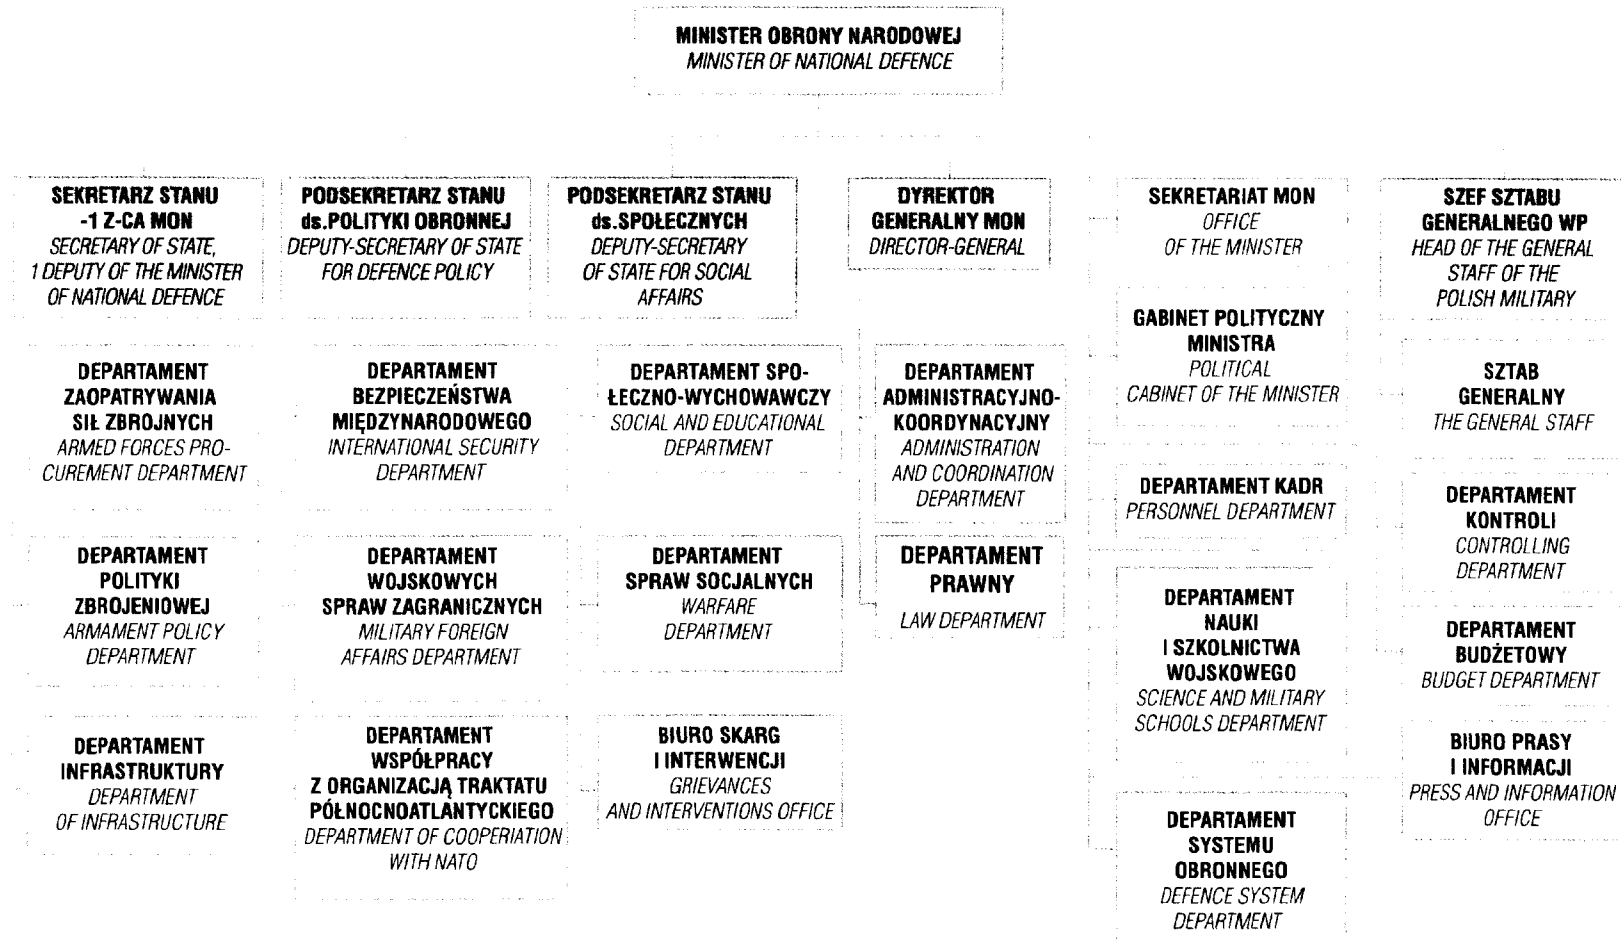 MINISTER OBRONY NARODOWEJ
MINISTER OF NATIONAL DEFENCE
SEKRETARZ STANU
-1 Z-CA MON
SECRETARY OF STATE,
1 DEPUTY OF THE MINISTER
OF NATIONAL DEFENCE
PODSEKRETARZ STANU
ds.POLITYKI OBRONNEJ
DEPUTY-SECRETARY OF STATE
FOR DEFENCE POLICY
PODSEKRETARZ STANU
ds.SPOŁECZNYCH
DEPUTY-SECRETARY
OF STATE FOR SOCIAL
AFFAIRS
DYREKTOR
GENERALNY MON
DIRECTOR-GENERAL
SEKRETARIAT MON
OFFICE
OF THE MINISTER
SZEF SZTABU
GENERALNEGO WP
HEAD OF THE GENERAL
STAFF OF THE
POLISH MILITARY
DEPARTAMENT
ZAOPATRYWANIA
SIŁ ZBROJNYCH
ARMED FORCES PRO-
CUREMENT DEPARTMENT
DEPARTAMENT
BEZPIECZEŃSTWA
MIĘDZYNARODOWEGO
INTERNATIONAL SECURITY
DEPARTMENT
DEPARTAMENT SPO-
ŁECZNO-WYCHOWAWCZY
SOCIAL AND EDUCATIONAL
DEPARTMENT
DEPARTAMENT
ADMINISTRACYJNO-
KOORDYNACYJNY
ADMINISTRATION
AND COORDINATION
DEPARTMENT
GABINET POLITYCZNY
MINISTRA
POLITICAL
CABINET OF THE MINISTER
SZTAB
GENERALNY
THE GENERAL STAFF
DEPARTAMENT KADR
PERSONNEL DEPARTMENT
DEPARTAMENT
KONTROLI
CONTROLLING
DEPARTMENT
DEPARTAMENT
POLITYKI
ZBROJENIOWEJ
ARMAMENT POLICY
DEPARTMENT
DEPARTAMENT
WOJSKOWYCH
SPRAW ZAGRANICZNYCH
MILITARY FOREIGN
AFFAIRS DEPARTMENT
DEPARTAMENT
SPRAW SOCJALNYCH
WARFARE
DEPARTMENT
DEPARTAMENT
PRAWNY
LAW DEPARTMENT
DEPARTAMENT
NAUKI
I SZKOLNICTWA
WOJSKOWEGO
SCIENCE AND MILITARY
SCHOOLS DEPARTMENT
DEPARTAMENT
BUDŻETOWY
BUDGET DEPARTMENT
DEPARTAMENT
INFRASTRUKTURY
DEPARTMENT
OF INFRASTRUCTURE
DEPARTAMENT
WSPÓŁPRACY
Z ORGANIZACJĄ TRAKTATU
PÓŁNOCNOATLANTYCKIEGO
DEPARTMENT OF COOPERIATION
WITH NATO
BIURO SKARG
I INTERWENCJI
GRIEVANCES
AND INTERVENTIONS OFFICE
DEPARTAMENT
SYSTEMU
OBRONNEGO
DEFENCE SYSTEM
DEPARTMENT
BIURO PRASY
I INFORMACJI
PRESS AND INFORMATION
OFFICE